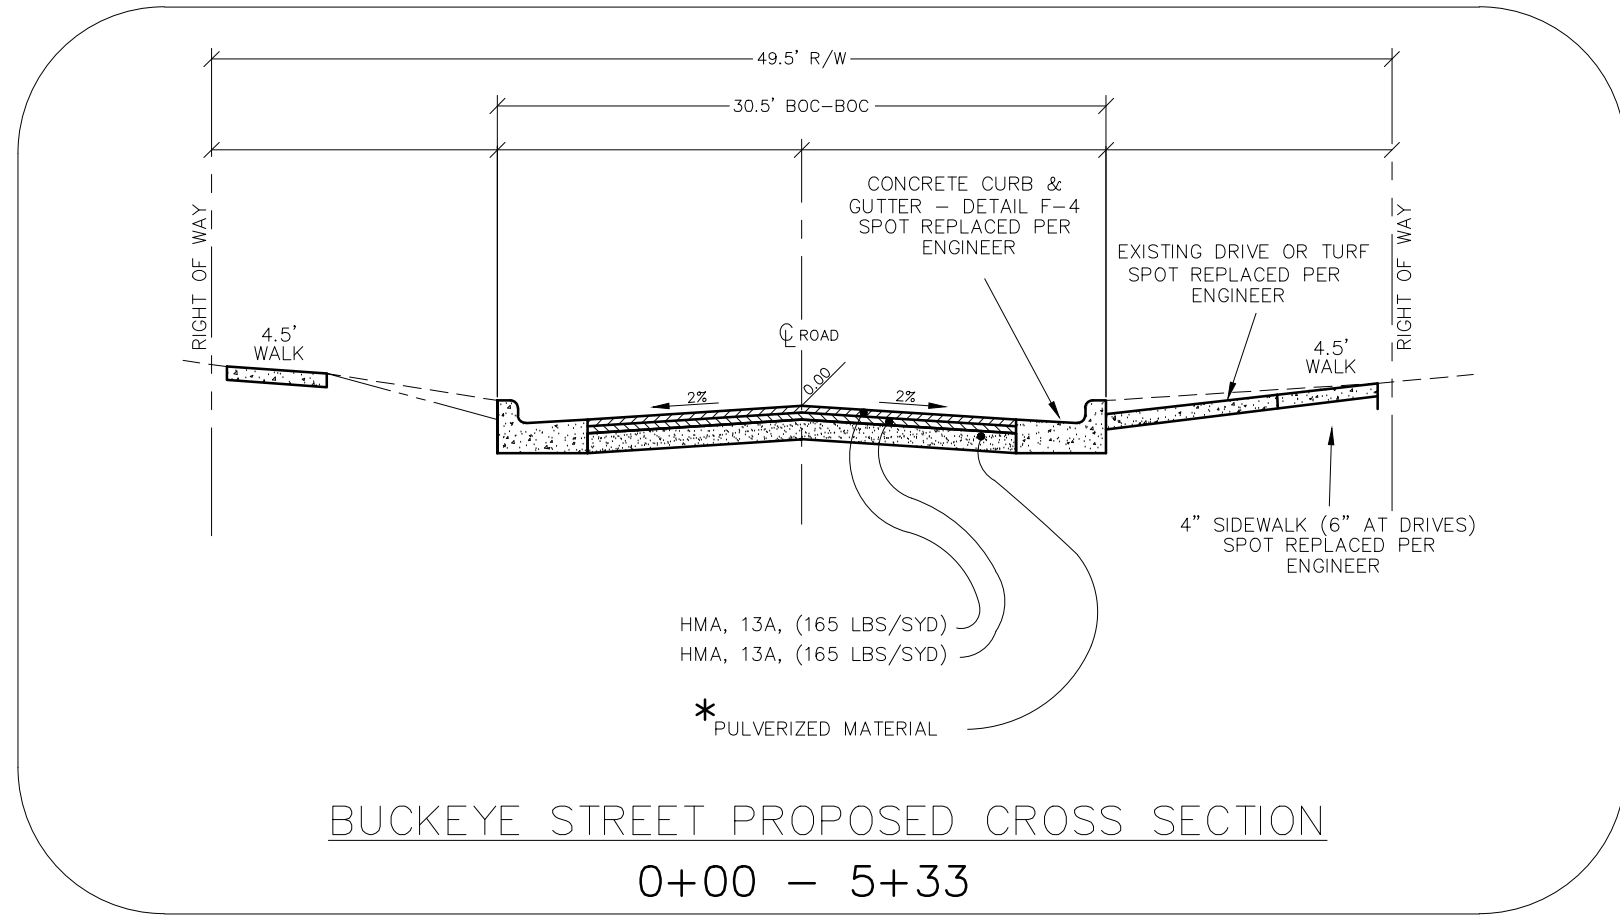 49.5' R/W
30.5' BOC-BOC
CONCRETE CURB &
GUTTER - DETAIL F-4
SPOT REPLACED PER
ENGINEER
EXISTING DRIVE OR TURF
SPOT REPLACED PER
ENGINEER
RIGHT OF WAY
RIGHT OF WAY
4.5'
WALK
℄ ROAD
4.5'
WALK
0.00
2%
2%
4" SIDEWALK (6" AT DRIVES)
SPOT REPLACED PER
ENGINEER
HMA, 13A, (165 LBS/SYD)
HMA, 13A, (165 LBS/SYD)
*PULVERIZED MATERIAL
BUCKEYE STREET PROPOSED CROSS SECTION
0+00 - 5+33